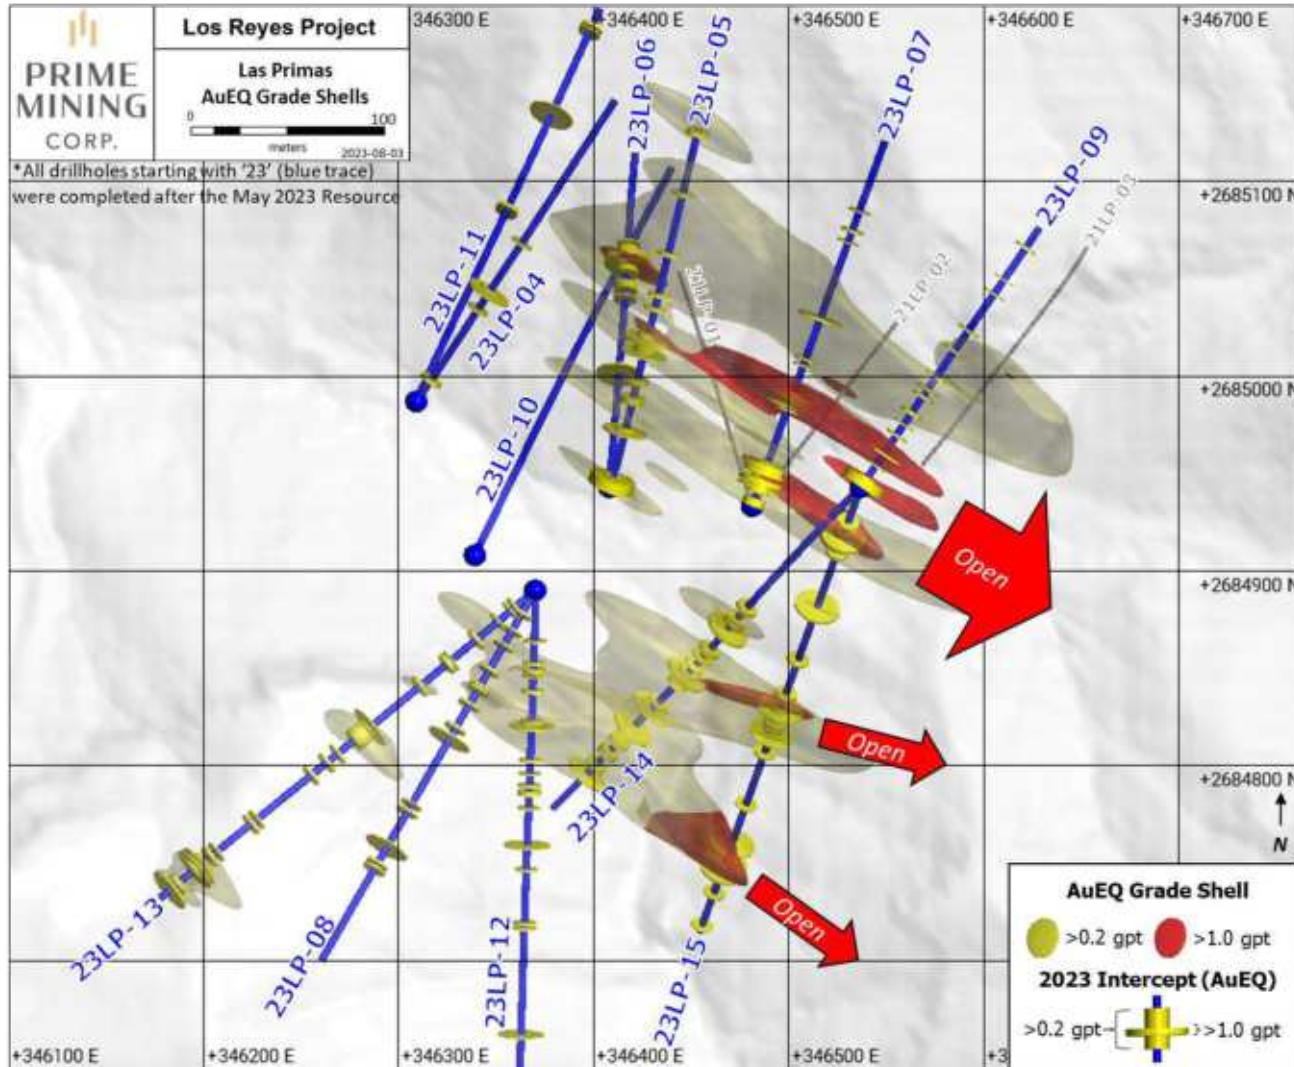 PRIME
MINING
CORP.
Los Reyes Project
Las Primas
AuEQ Grade Shells
0 100
meters
2023-08-03
*All drillholes starting with '23' (blue trace)
were completed after the May 2023 Resource
+346300 E
+346400 E
+346500 E
+346600 E
+346700 E
23LP-06
23LP-05
23LP-07
23LP-09
21LP-03
+2685100 N
23LP-11
23LP-04
21LP-01
21LP-02
+2685000 N
23LP-10
Open
+2684900 N
Open
23LP-14
+2684800 N
N
Open
23LP-13
23LP-08
23LP-12
23LP-15
AuEQ Grade Shell
>0.2 gpt >1.0 gpt
2023 Intercept (AuEQ)
>0.2 gpt >1.0 gpt
+346100 E
+346200 E
+346300 E
+346400 E
+346500 E
+3